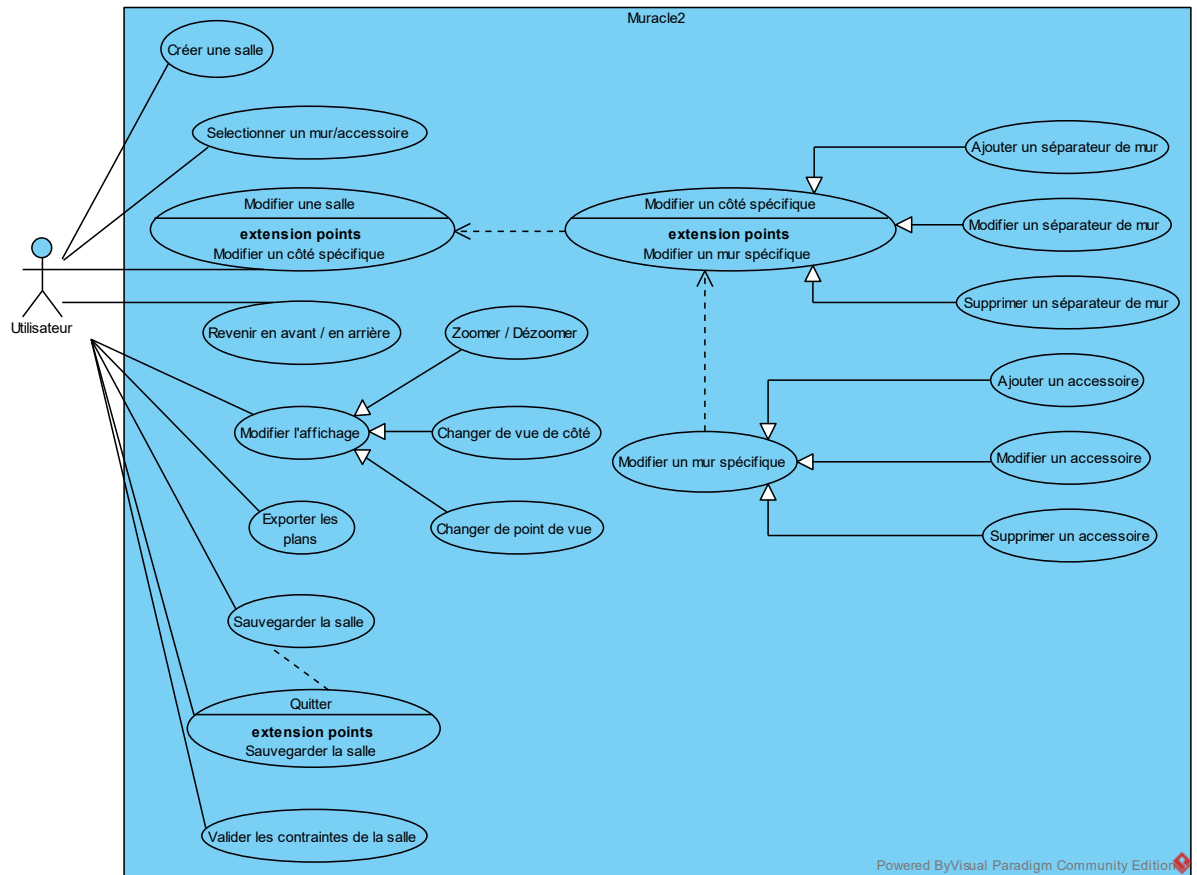 Muracle2
Créer une salle
Selectionner un mur/accessoire
Modifier une salle
extension points
Modifier un côté spécifique
Modifier un côté spécifique
extension points
Modifier un mur spécifique
Ajouter un séparateur de mur
Modifier un séparateur de mur
Supprimer un séparateur de mur
Utilisateur
Revenir en avant / en arrière
Zoomer / Dézoomer
Modifier l'affichage
Changer de vue de côté
Changer de point de vue
Modifier un mur spécifique
Ajouter un accessoire
Modifier un accessoire
Supprimer un accessoire
Exporter les
plans
Sauvegarder la salle
Quitter
extension points
Sauvegarder la salle
Valider les contraintes de la salle
Powered ByVisual Paradigm Community Edition